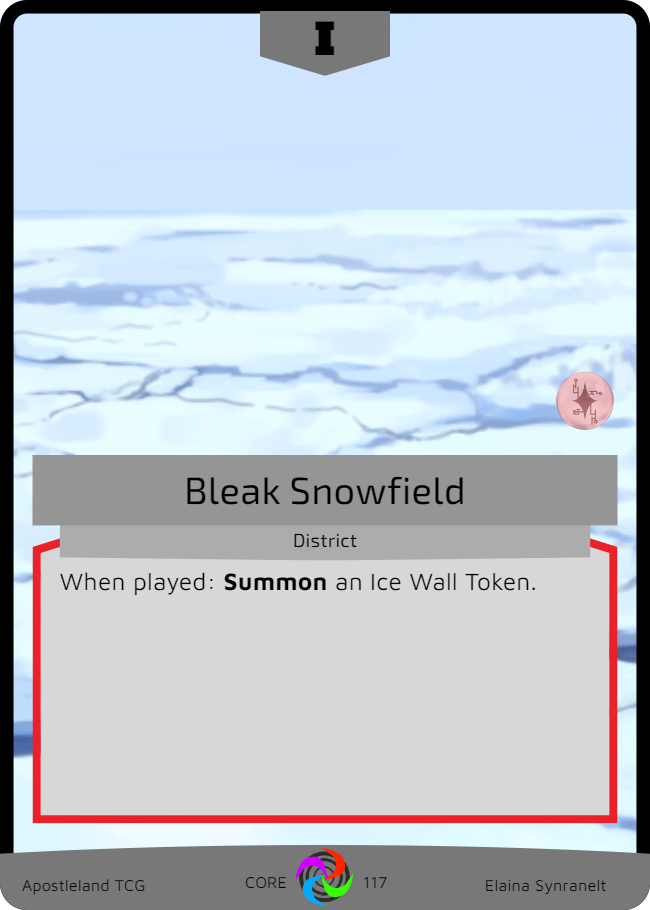 I
Bleak Snowfield
District
When played: Summon an Ice Wall Token.
Apostleland TCG
CORE
117
Elaina Synranelt